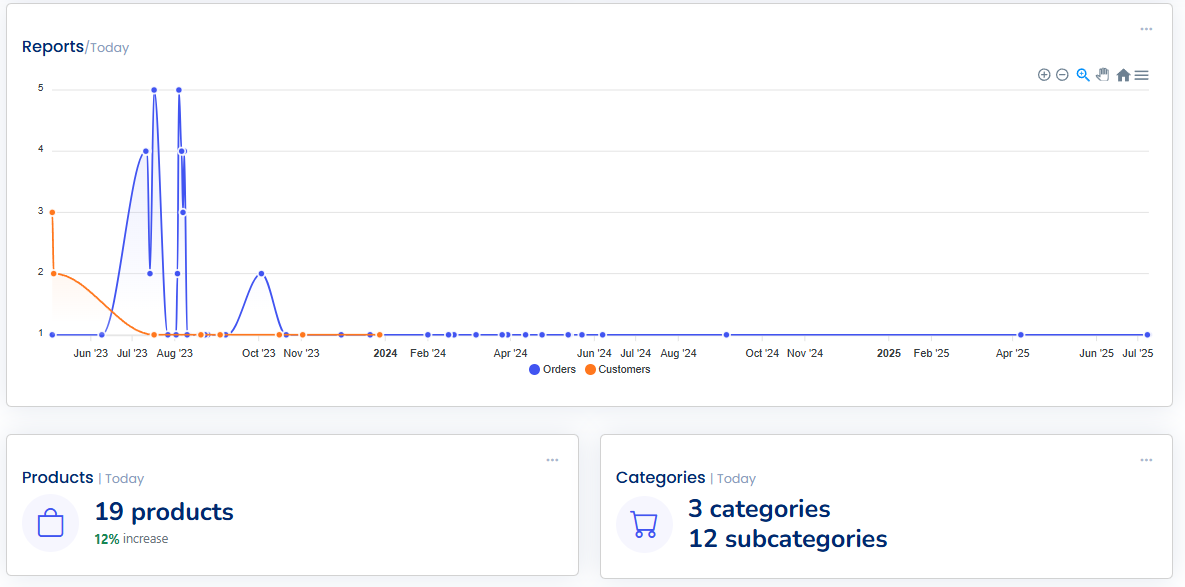 Reports/Today
5
4
3
2
1
Jun '23 Jul '23 Aug '23 Oct '23 Nov '23 2024 Feb '24 Apr '24 Jun '24 Jul '24 Aug '24 Oct '24 Nov '24 2025 Feb '25 Apr '25 Jun '25 Jul '25
Orders Customers
Products | Today
19 products
12% increase
Categories | Today
3 categories
12 subcategories